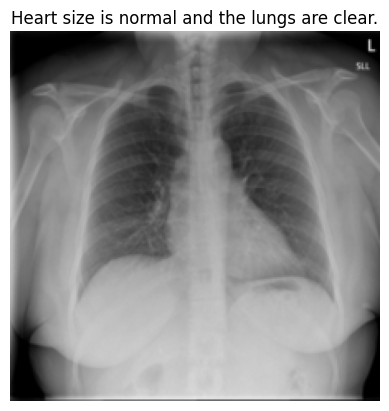 Heart size is normal and the lungs are clear.
L
SLL